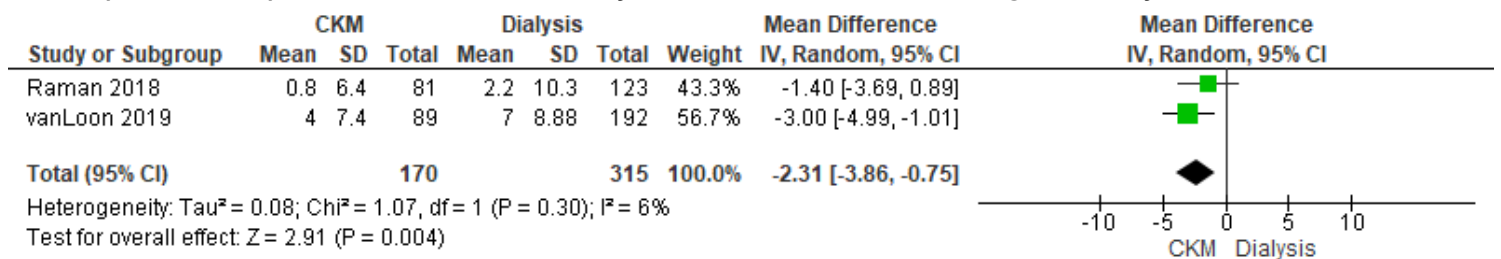 CKM Dialysis Mean Difference Mean Difference
Study or Subgroup Mean SD Total Mean SD Total Weight IV, Random, 95% CI IV, Random, 95% CI
Raman 2018 0.8 6.4 81 2.2 10.3 123 43.3% -1.40 [-3.69, 0.89]
vanLoon 2019 4 7.4 89 7 8.88 192 56.7% -3.00 [-4.99, -1.01]
Total (95% CI) 170 315 100.0% -2.31 [-3.86, -0.75]
Heterogeneity: Tau² = 0.08; Chi² = 1.07, df = 1 (P = 0.30); I² = 6%
Test for overall effect: Z = 2.91 (P = 0.004)
-10 -5 0 5 10
CKM Dialysis